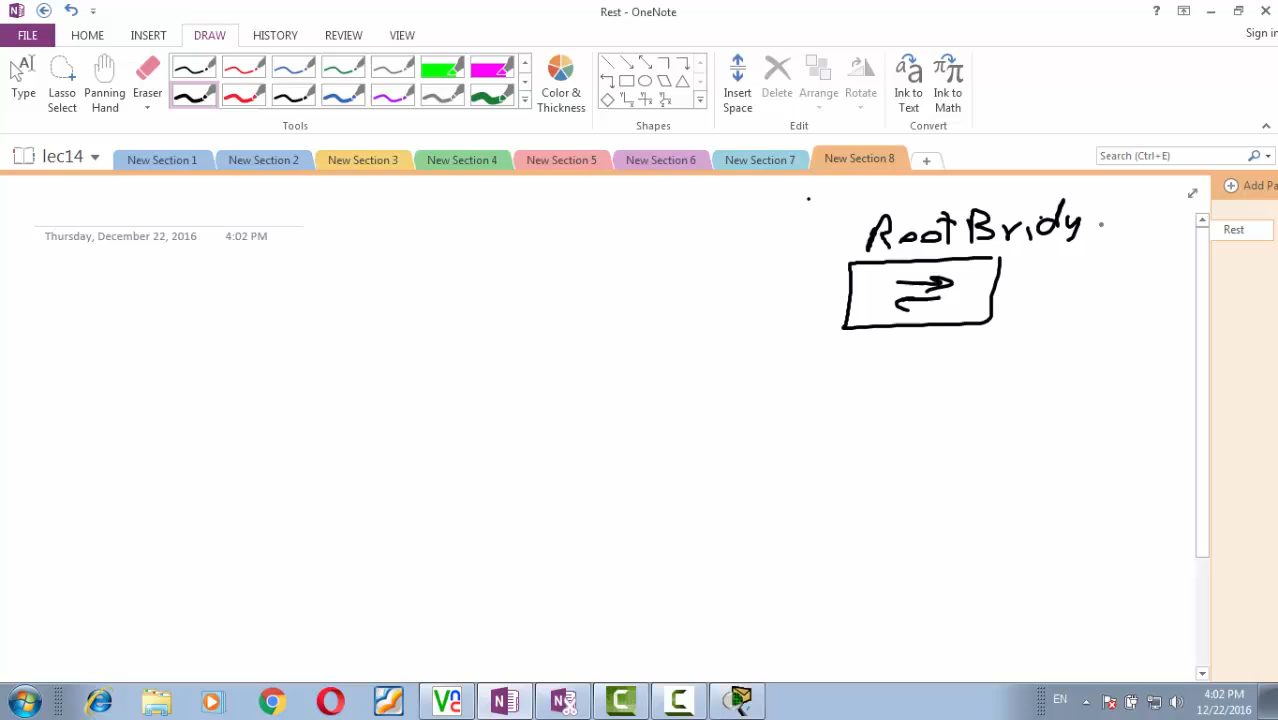 Rest - OneNote
?
Sign in
FILE HOME INSERT DRAW HISTORY REVIEW VIEW
Type Lasso Select Panning Hand Eraser Color & Thickness Insert Space Delete Arrange Rotate Ink to Text Ink to Math
Tools Shapes Edit Convert
lec14 New Section 1 New Section 2 New Section 3 New Section 4 New Section 5 New Section 6 New Section 7 New Section 8 Search (Ctrl+E)
Add Pa
Rest
Thursday, December 22, 2016 4:02 PM
Root Bridg
EN 4:02 PM
12/22/2016